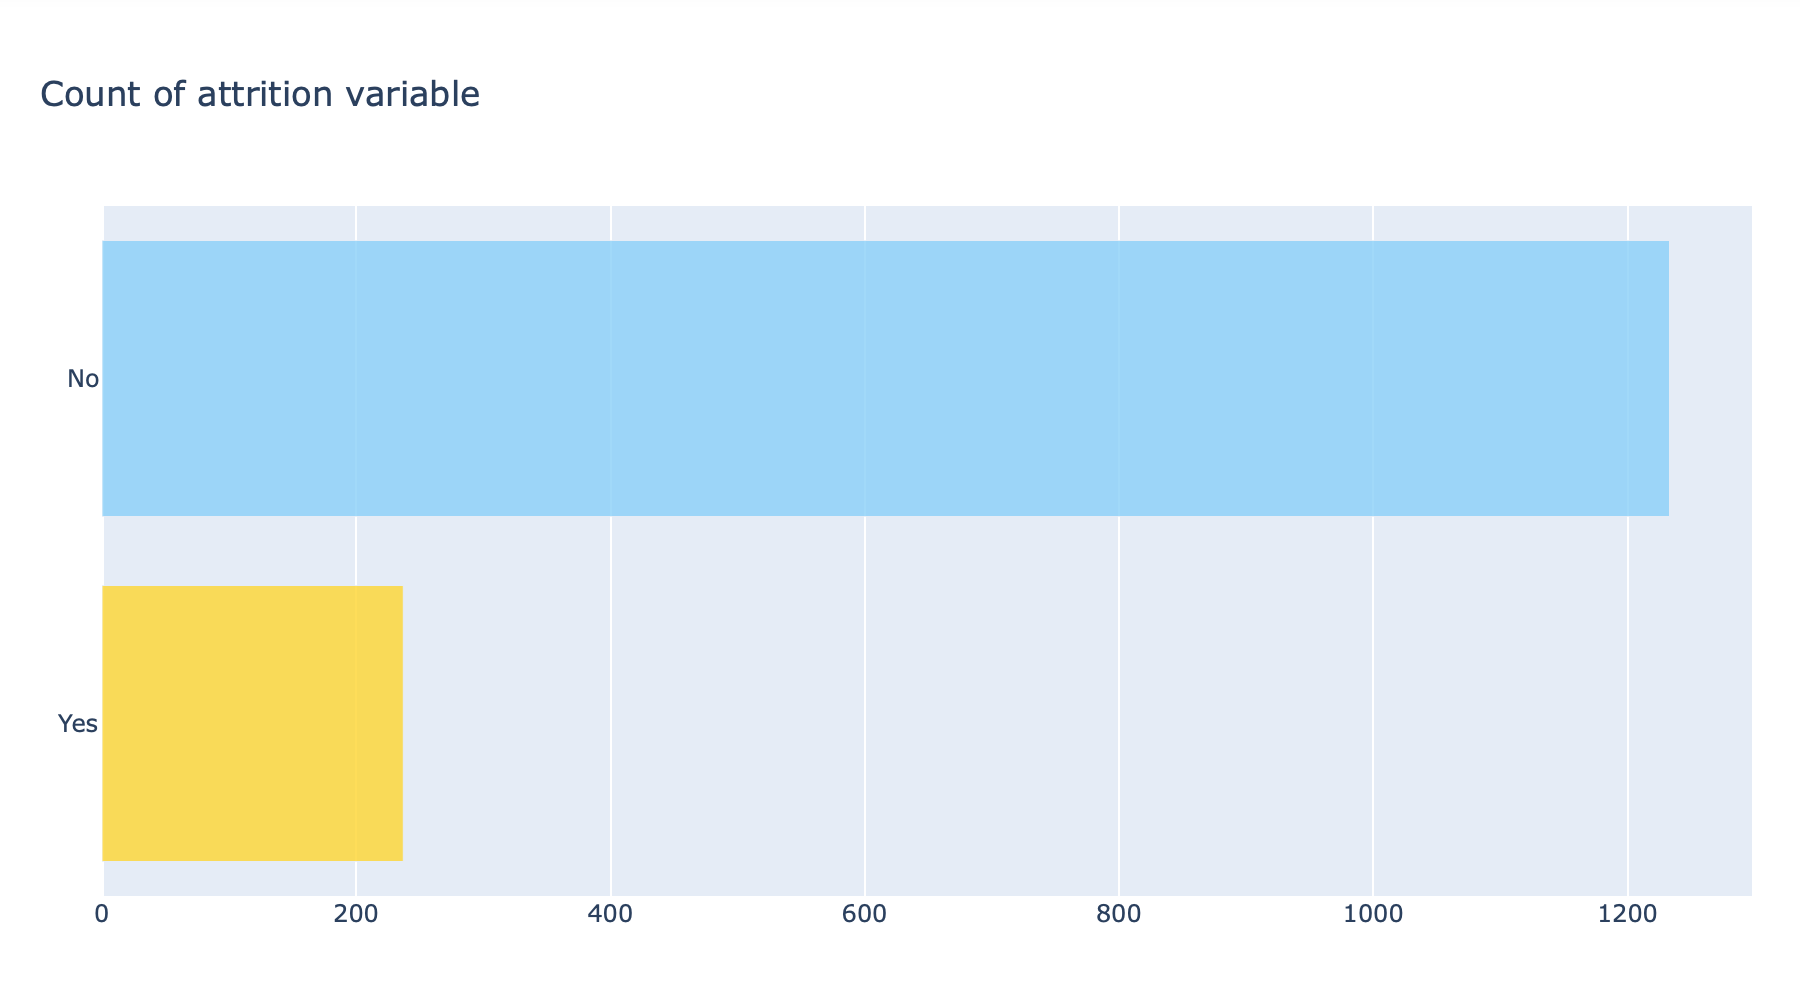 Count of attrition variable
No
Yes
0 200 400 600 800 1000 1200